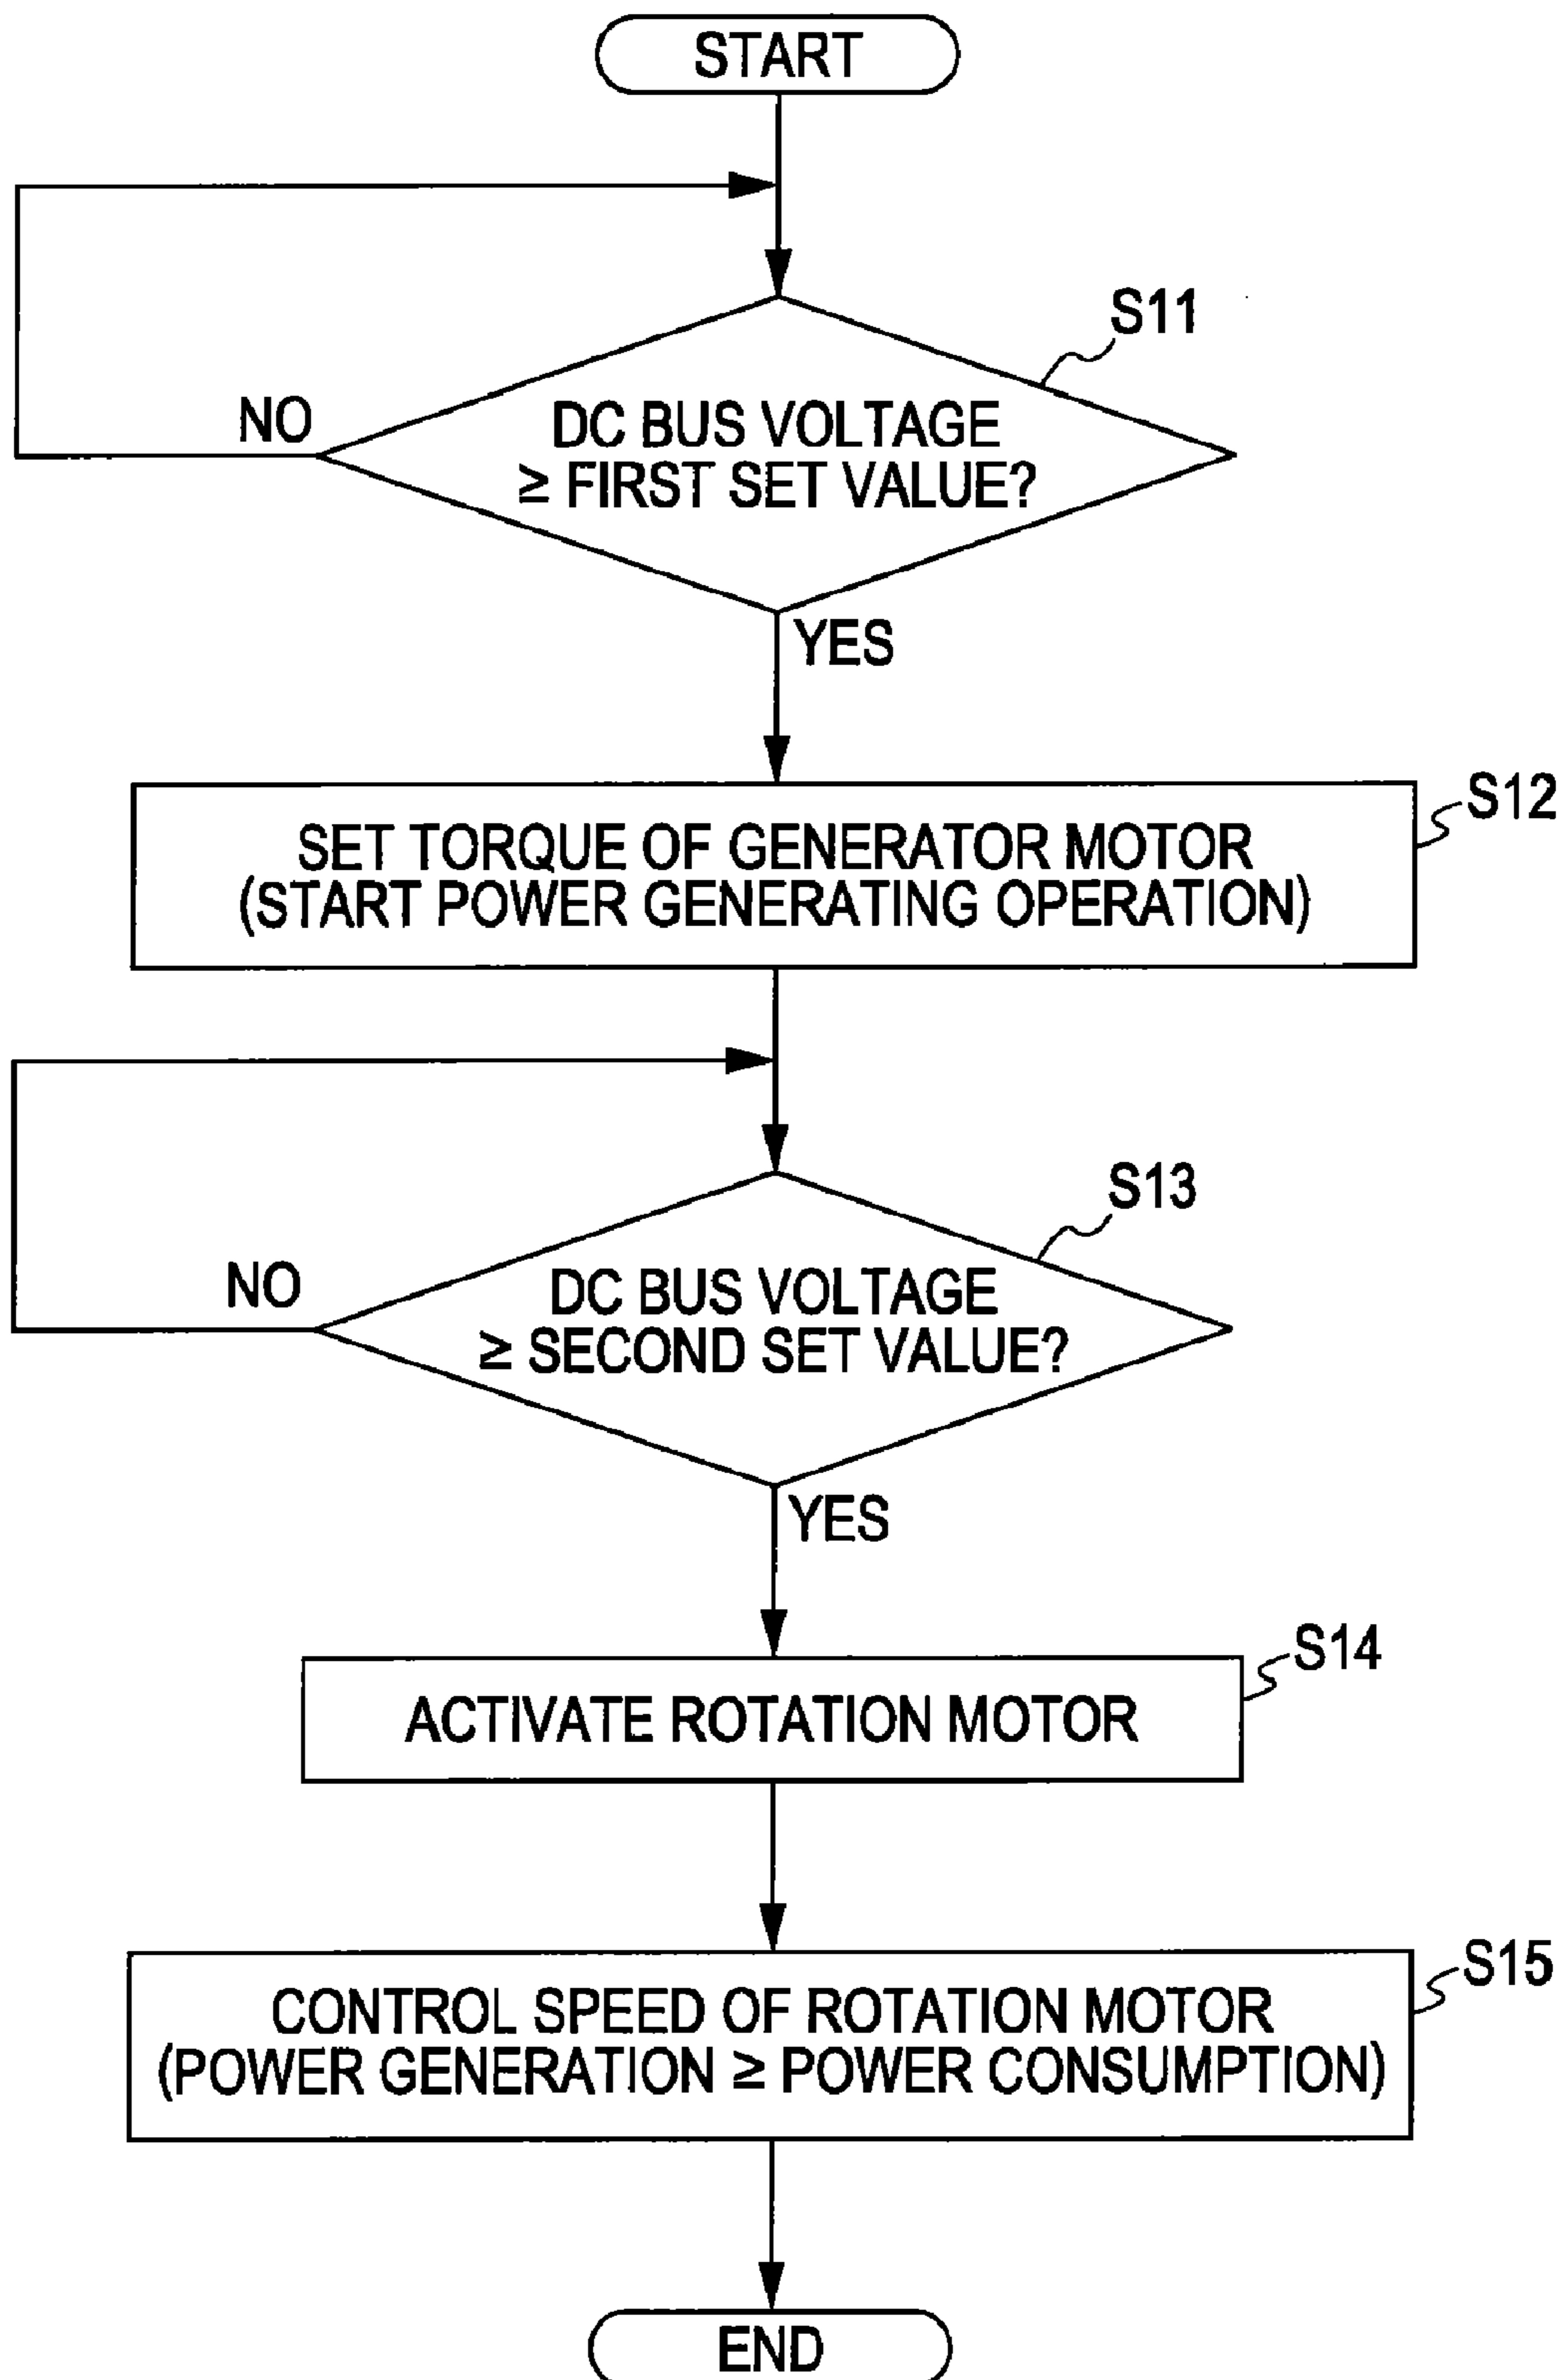 START
S11
NO
DC BUS VOLTAGE
≥ FIRST SET VALUE?
YES
S12
SET TORQUE OF GENERATOR MOTOR
(START POWER GENERATING OPERATION)
S13
NO
DC BUS VOLTAGE
≥ SECOND SET VALUE?
YES
S14
ACTIVATE ROTATION MOTOR
S15
CONTROL SPEED OF ROTATION MOTOR
(POWER GENERATION ≥ POWER CONSUMPTION)
END